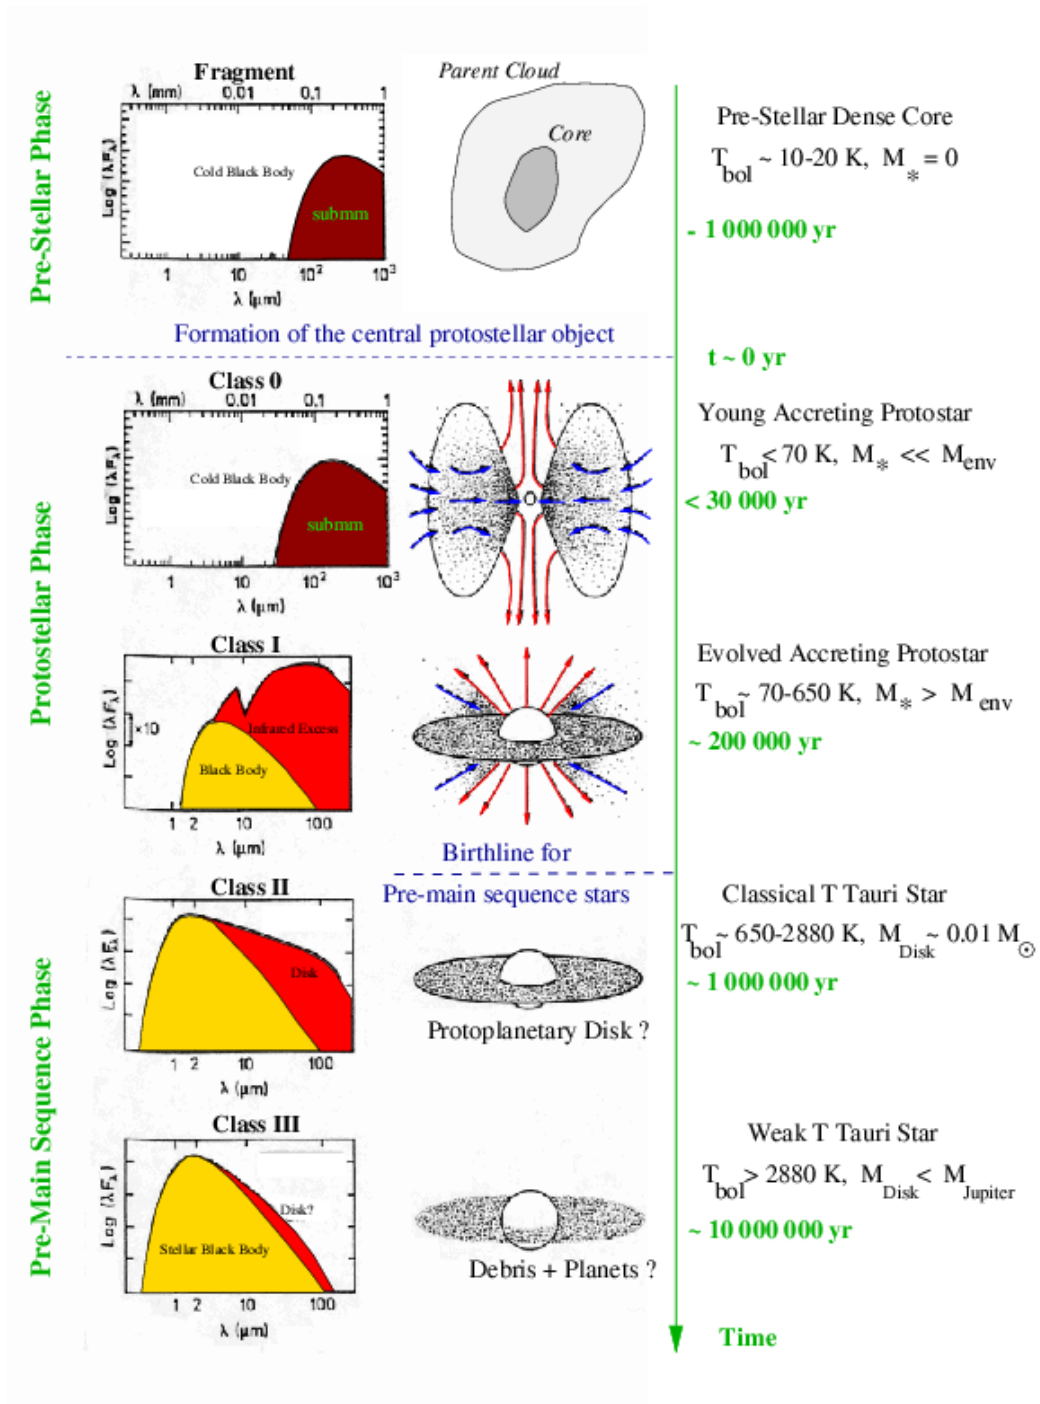 Pre-Stellar Phase
Fragment
λ (mm) 0.01 0.1 1
Log (λF_λ)
Cold Black Body
submm
1 10 10² 10³
λ (μm)
Parent Cloud
Core
Pre-Stellar Dense Core
T_bol ~ 10-20 K, M_* = 0
- 1 000 000 yr
Formation of the central protostellar object
t ~ 0 yr
Protostellar Phase
Class 0
λ (mm) 0.01 0.1 1
Log (λF_λ)
Cold Black Body
submm
1 10 10² 10³
λ (μm)
Young Accreting Protostar
T_bol < 70 K, M_* << M_env
< 30 000 yr
Class I
Log (λF_λ)
×10
Infrared Excess
Black Body
1 2 10 100
λ (μm)
Evolved Accreting Protostar
T_bol ~ 70-650 K, M_* > M_env
~ 200 000 yr
Birthline for
Pre-main sequence stars
Pre-Main Sequence Phase
Class II
Log (λF_λ)
Disk
1 2 10 100
λ (μm)
Protoplanetary Disk ?
Classical T Tauri Star
T_bol ~ 650-2880 K, M_Disk ~ 0.01 M_⊙
~ 1 000 000 yr
Class III
Log (λF_λ)
Disk?
Stellar Black Body
1 2 10 100
λ (μm)
Debris + Planets ?
Weak T Tauri Star
T_bol > 2880 K, M_Disk < M_Jupiter
~ 10 000 000 yr
Time